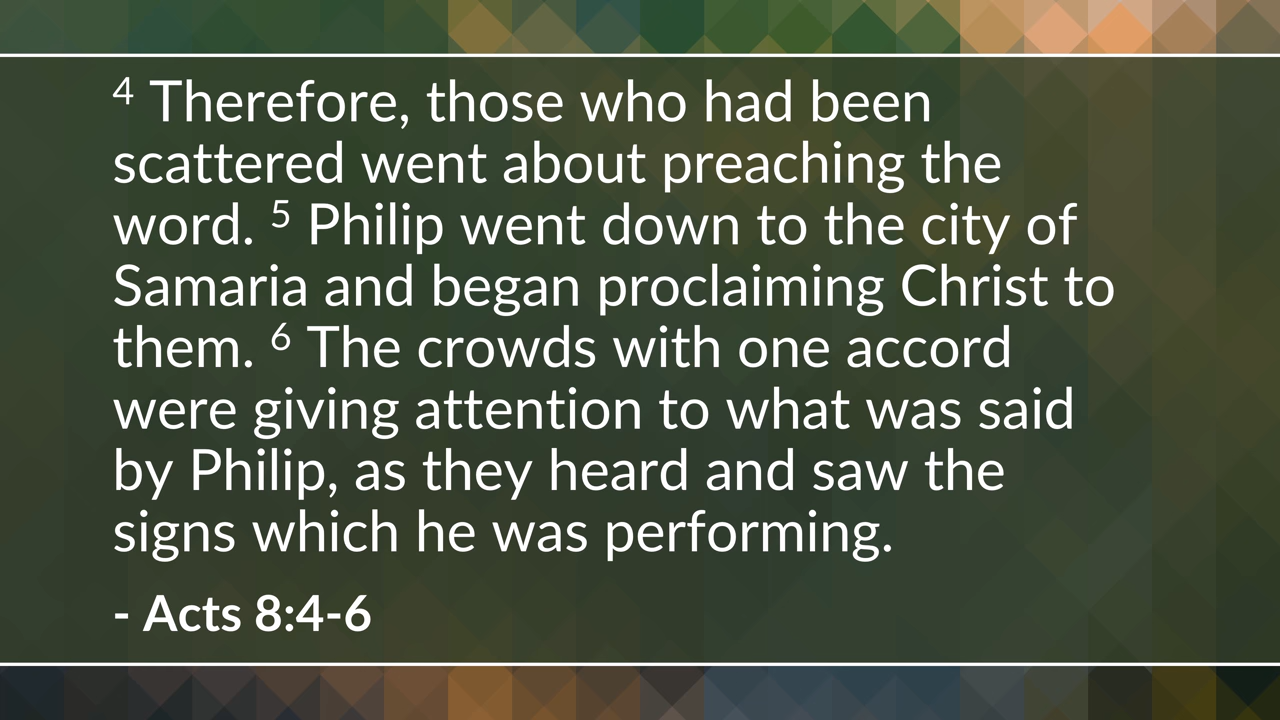 4 Therefore, those who had been
scattered went about preaching the
word. 5 Philip went down to the city of
Samaria and began proclaiming Christ to
them. 6 The crowds with one accord
were giving attention to what was said
by Philip, as they heard and saw the
signs which he was performing.
- Acts 8:4-6